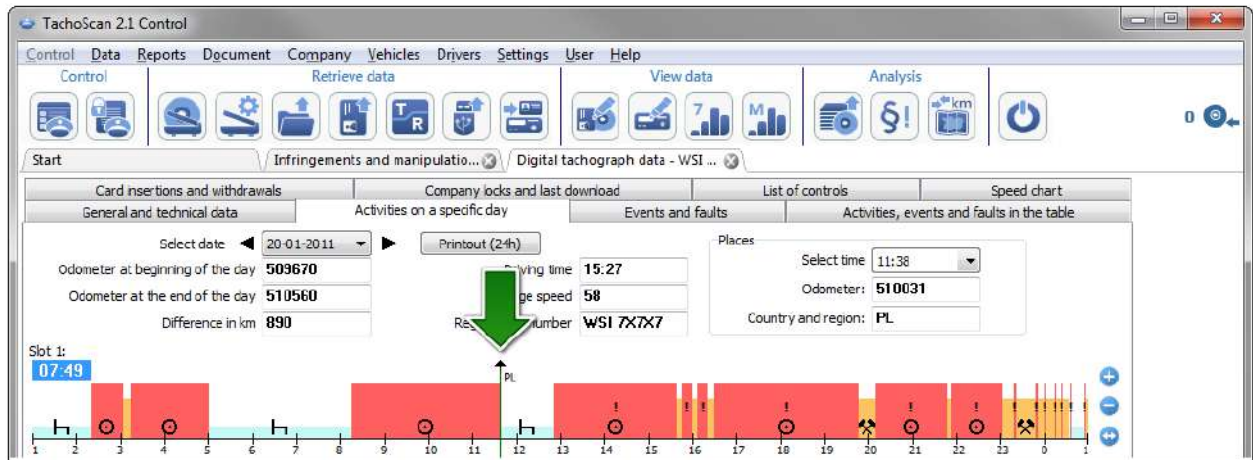 TachoScan 2.1 Control
Control Data Reports Document Company Vehicles Drivers Settings User Help
Control Retrieve data View data Analysis
T R 7 M §! km 0
Start Infringements and manipulatio... Digital tachograph data - WSI ...
Card insertions and withdrawals Company locks and last download List of controls Speed chart
General and technical data Activities on a specific day Events and faults Activities, events and faults in the table
Select date 20-01-2011 Printout (24h) Places
Select time 11:38
Odometer at beginning of the day 509670 time 15:27
Odometer: 510031
Odometer at the end of the day 510560 speed 58
Country and region: PL
Difference in km 890 number WSI 7X7X7
Slot 1:
07:49
PL
! ! ! ! ! ! ! ! ! ! ! !
1 2 3 4 5 6 7 8 9 10 11 12 13 14 15 16 17 18 19 20 21 22 23 0 1